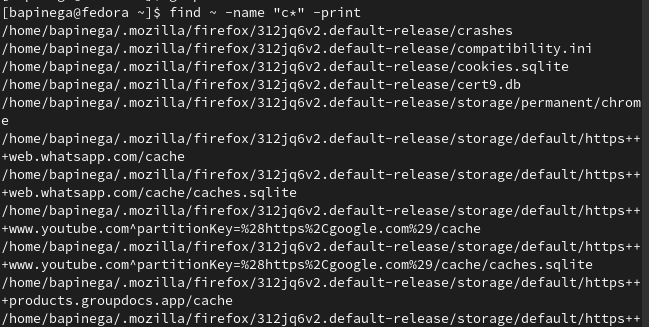 [bapinega@fedora ~]$ find ~ -name "c*" -print
/home/bapinega/.mozilla/firefox/312jq6v2.default-release/crashes
/home/bapinega/.mozilla/firefox/312jq6v2.default-release/compatibility.ini
/home/bapinega/.mozilla/firefox/312jq6v2.default-release/cookies.sqlite
/home/bapinega/.mozilla/firefox/312jq6v2.default-release/cert9.db
/home/bapinega/.mozilla/firefox/312jq6v2.default-release/storage/permanent/chrom
e
/home/bapinega/.mozilla/firefox/312jq6v2.default-release/storage/default/https++
+web.whatsapp.com/cache
/home/bapinega/.mozilla/firefox/312jq6v2.default-release/storage/default/https++
+web.whatsapp.com/cache/caches.sqlite
/home/bapinega/.mozilla/firefox/312jq6v2.default-release/storage/default/https++
+www.youtube.com^partitionKey=%28https%2Cgoogle.com%29/cache
/home/bapinega/.mozilla/firefox/312jq6v2.default-release/storage/default/https++
+www.youtube.com^partitionKey=%28https%2Cgoogle.com%29/cache/caches.sqlite
/home/bapinega/.mozilla/firefox/312jq6v2.default-release/storage/default/https++
+products.groupdocs.app/cache
/home/bapinega/.mozilla/firefox/312jq6v2.default-release/storage/default/https++